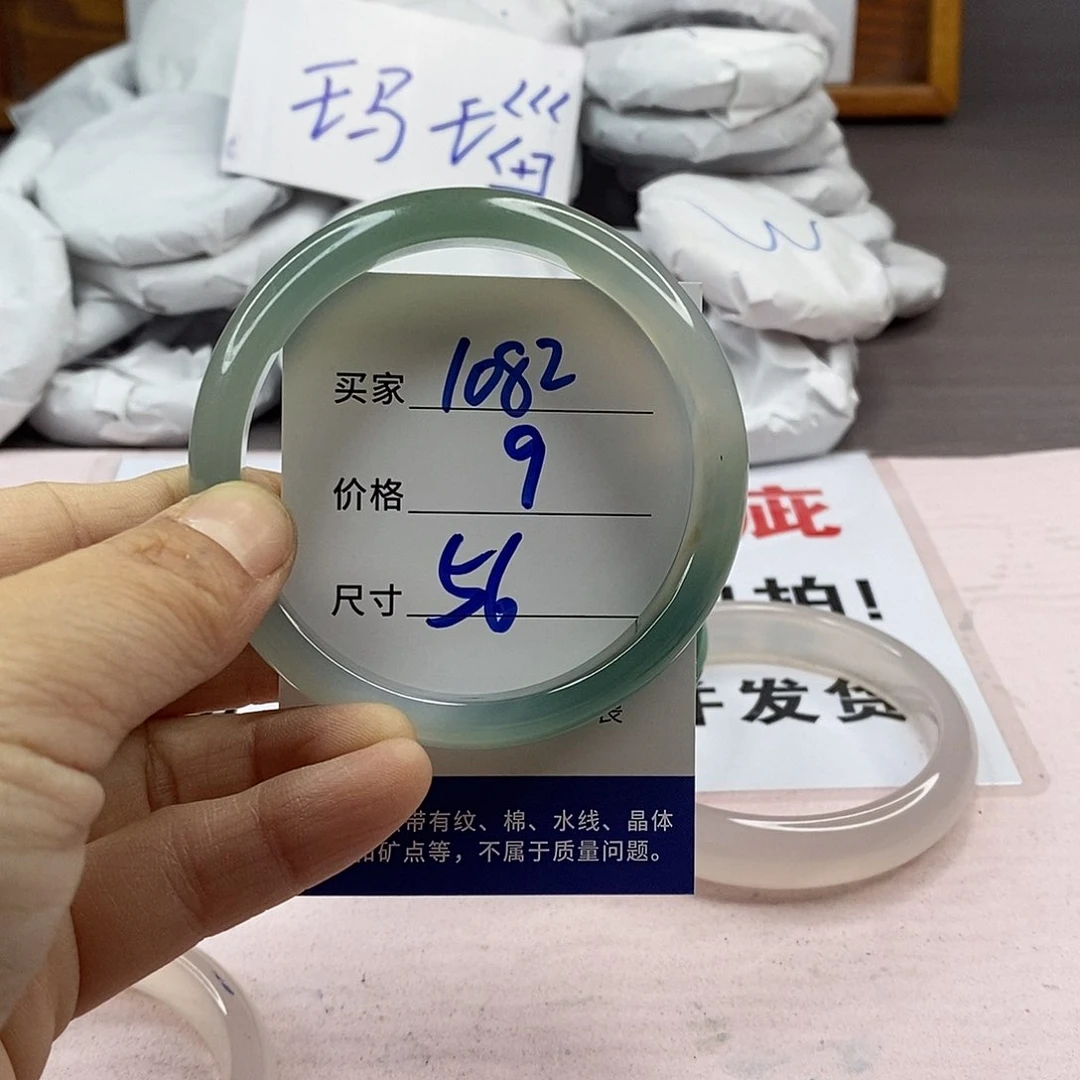 玛瑙
买家 1082
价格 9
尺寸 56
疵
拍!
发货
带有纹、棉、水线、晶体
矿点等，不属于质量问题。